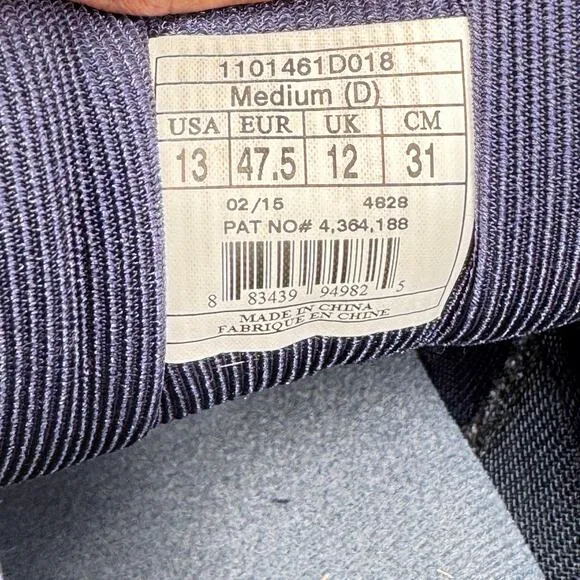 1101461D018
Medium (D)
USA EUR UK CM
13 47.5 12 31
02/15 4828
PAT NO# 4,364,188
8 83439 94982 5
MADE IN CHINA
FABRIQUE EN CHINE